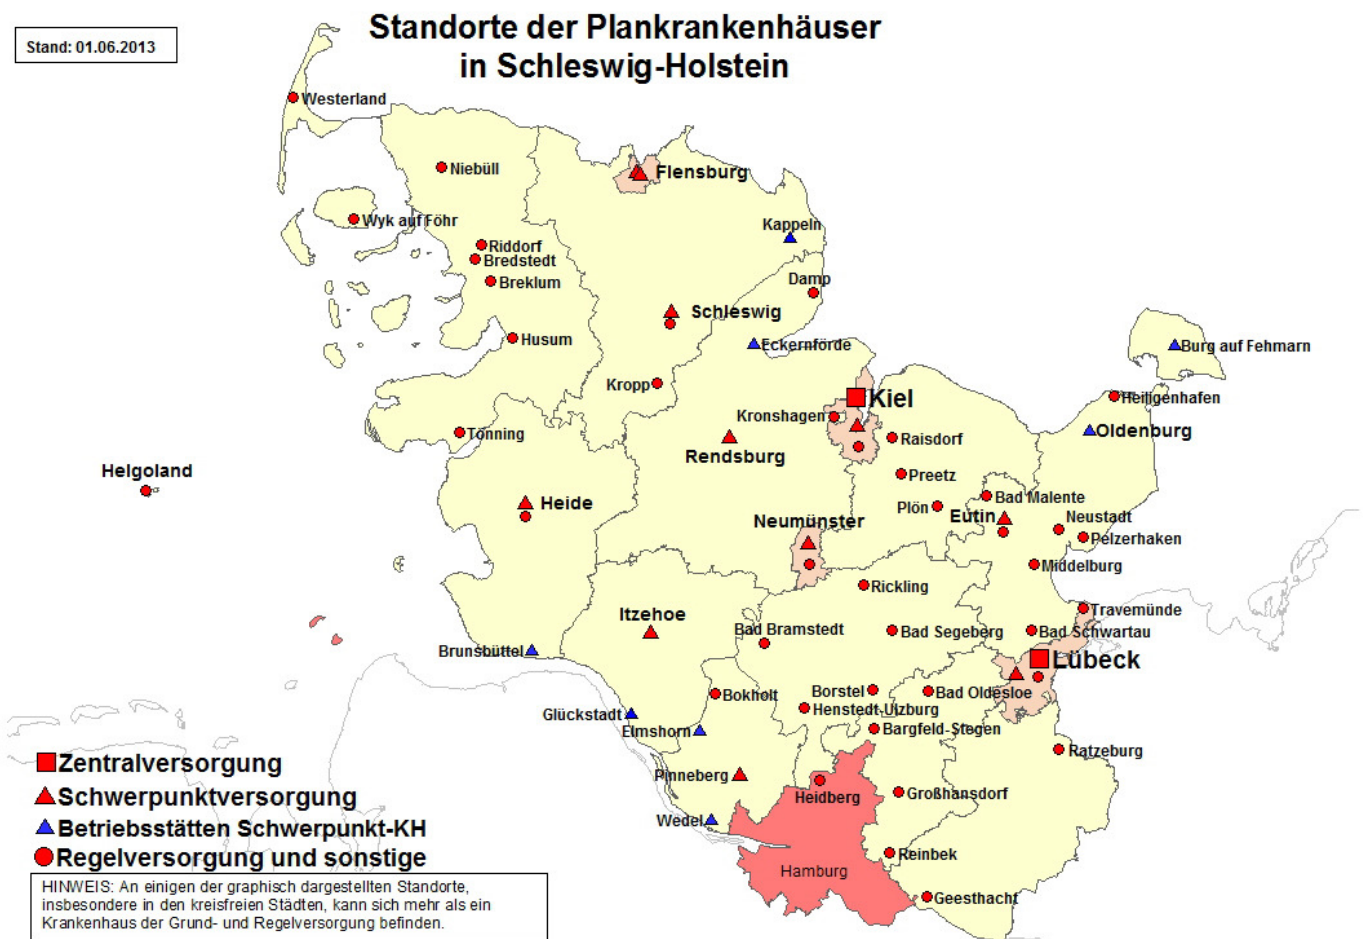 Standorte der Plankrankenhäuser
in Schleswig-Holstein
Stand: 01.06.2013
Westerland
Niebüll
Flensburg
Wyk auf Föhr
Kappeln
Riddorf
Bredstedt
Breklum
Damp
Schleswig
Husum
Eckernförde
Burg auf Fehmarn
Kropp
Kiel
Heiligenhafen
Kronshagen
Oldenburg
Tönning
Raisdorf
Rendsburg
Helgoland
Preetz
Bad Malente
Heide
Plön
Eutin
Neumünster
Neustadt
Pelzerhaken
Middelburg
Rickling
Travemünde
Itzehoe
Bad Bramstedt
Bad Segeberg
Bad Schwartau
Brunsbüttel
Lübeck
Bokholt
Borstel
Bad Oldesloe
Glückstadt
Henstedt-Ulzburg
Elmshorn
Bargfeld-Stegen
Ratzeburg
Pinneberg
Heidberg
Großhansdorf
Wedel
Reinbek
Hamburg
Geesthacht
Zentralversorgung
Schwerpunktversorgung
Betriebsstätten Schwerpunkt-KH
Regelversorgung und sonstige
HINWEIS: An einigen der graphisch dargestellten Standorte,
insbesondere in den kreisfreien Städten, kann sich mehr als ein
Krankenhaus der Grund- und Regelversorgung befinden.